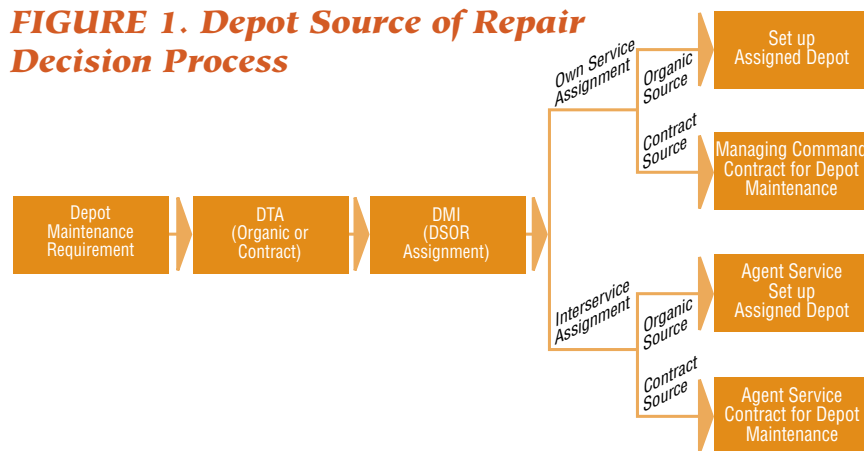 FIGURE 1. Depot Source of Repair
Decision Process
Depot
Maintenance
Requirement
DTA
(Organic or
Contract)
DMI
(DSOR
Assignment)
Own Service
Assignment
Organic
Source
Contract
Source
Set up
Assigned Depot
Managing Command
Contract for Depot
Maintenance
Interservice
Assignment
Organic
Source
Contract
Source
Agent Service
Set up
Assigned Depot
Agent Service
Contract for Depot
Maintenance